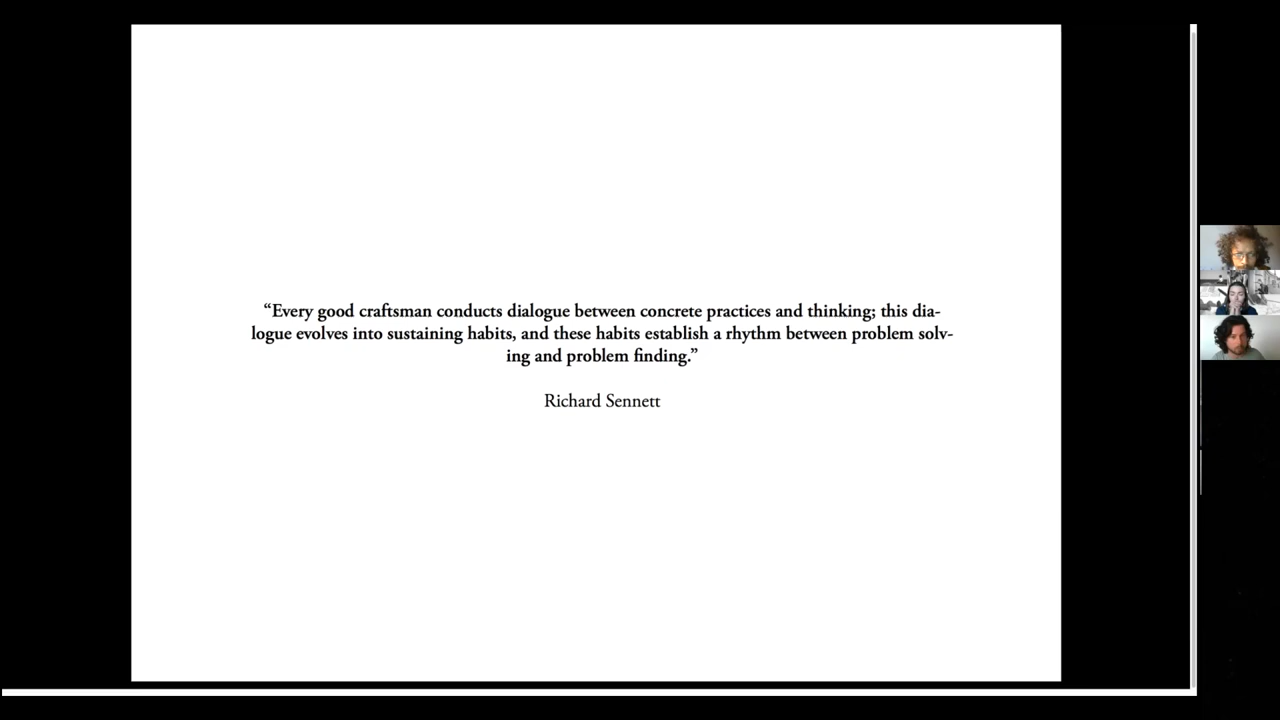 “Every good craftsman conducts dialogue between concrete practices and thinking; this dia-
logue evolves into sustaining habits, and these habits establish a rhythm between problem solv-
ing and problem finding.”
Richard Sennett